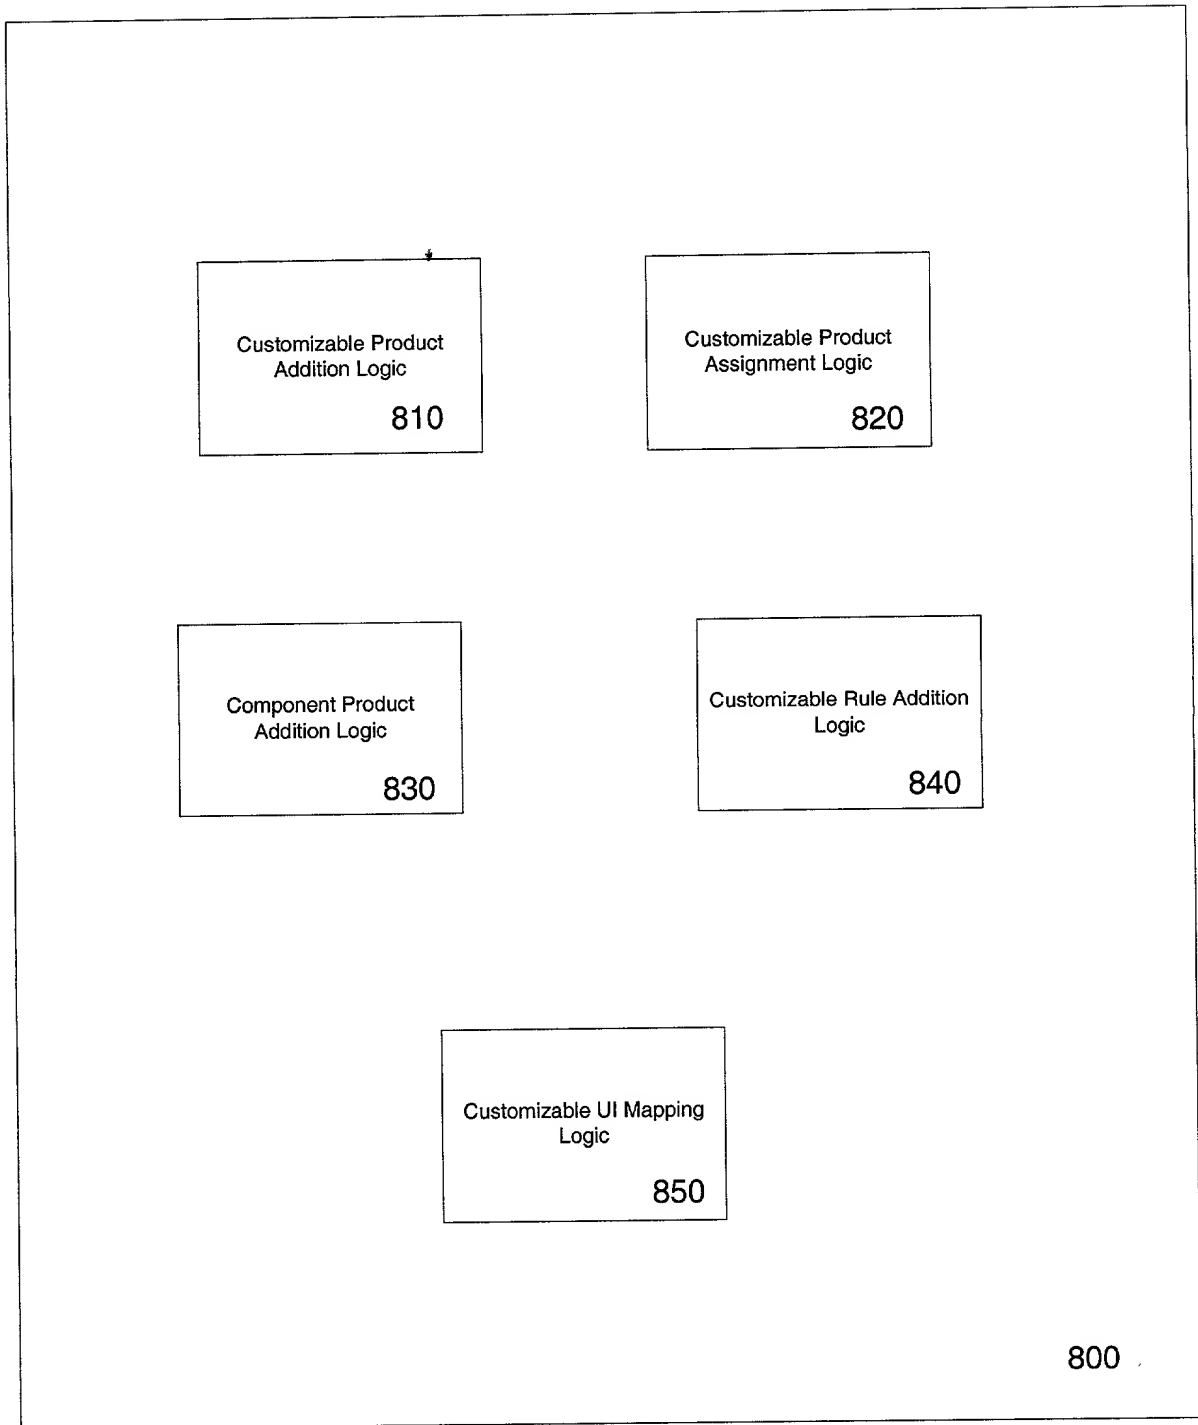 Customizable Product
Addition Logic
810
Customizable Product
Assignment Logic
820
Component Product
Addition Logic
830
Customizable Rule Addition
Logic
840
Customizable UI Mapping
Logic
850
800